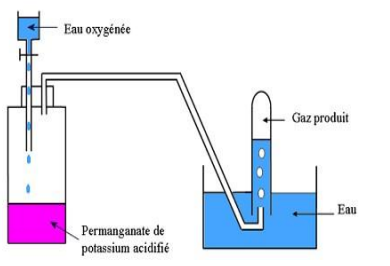 Eau oxygénée
Gaz produit
Eau
Permanganate de
potassium acidifié